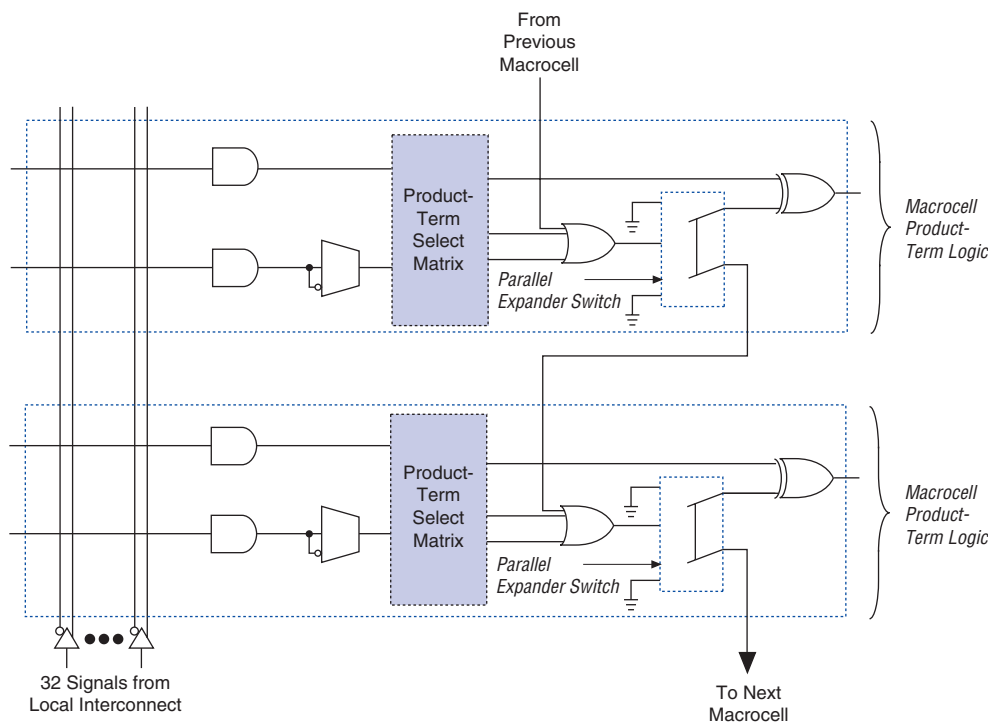 From
Previous
Macrocell
Product-
Term
Select
Matrix
Parallel
Expander Switch
Macrocell
Product-
Term Logic
Product-
Term
Select
Matrix
Parallel
Expander Switch
Macrocell
Product-
Term Logic
32 Signals from
Local Interconnect
To Next
Macrocell